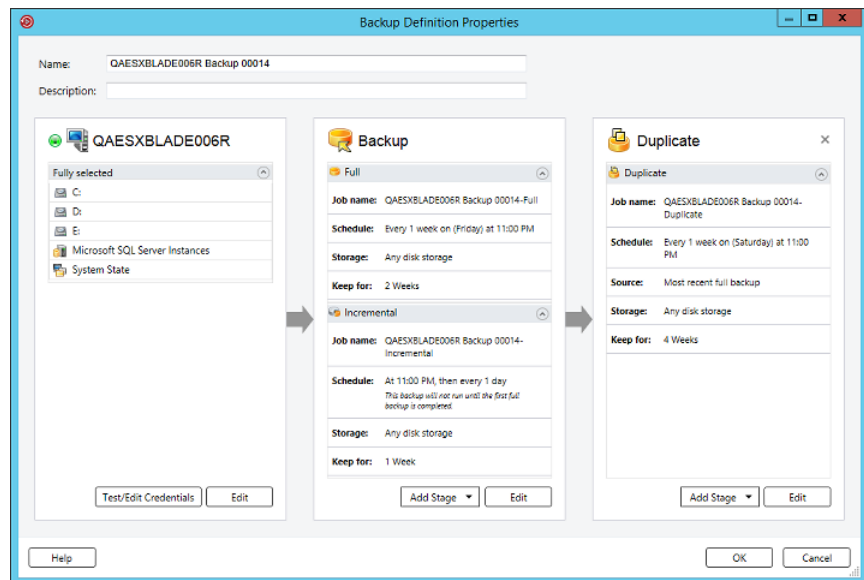 Backup Definition Properties
Name: QAESXBLADE006R Backup 00014
Description:
QAESXBLADE006R
Fully selected
C:
D:
E:
Microsoft SQL Server Instances
System State
Test/Edit Credentials Edit
Backup
Full
Job name: QAESXBLADE006R Backup 00014-Full
Schedule: Every 1 week on (Friday) at 11:00 PM
Storage: Any disk storage
Keep for: 2 Weeks
Incremental
Job name: QAESXBLADE006R Backup 00014-
Incremental
Schedule: At 11:00 PM, then every 1 day
This backup will not run until the first full
backup is completed.
Storage: Any disk storage
Keep for: 1 Week
Add Stage Edit
Duplicate
Duplicate
Job name: QAESXBLADE006R Backup 00014-
Duplicate
Schedule: Every 1 week on (Saturday) at 11:00
PM
Source: Most recent full backup
Storage: Any disk storage
Keep for: 4 Weeks
Add Stage Edit
Help OK Cancel